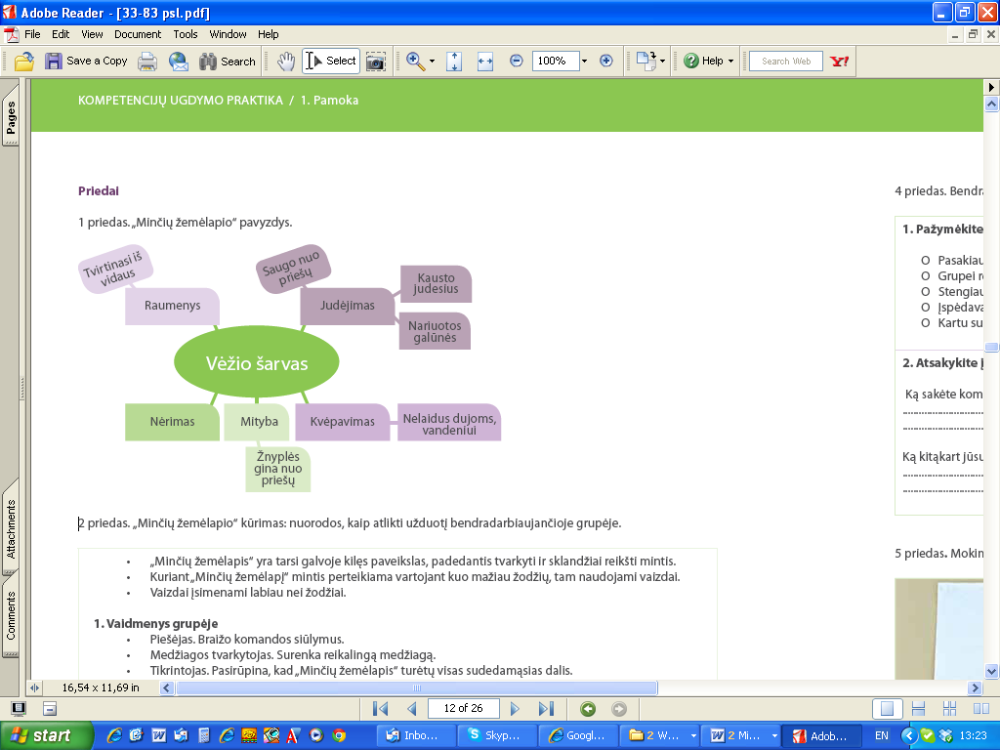 Adobe Reader - [33-83 psl.pdf]
File Edit View Document Tools Window Help
Save a Copy Search Select 100% Help Search Web Y!
Pages
Attachments
Comments
KOMPETENCIJŲ UGDYMO PRAKTIKA / 1. Pamoka
Priedai
1 priedas. „Minčių žemėlapio“ pavyzdys.
Tvirtinasi iš
vidaus
Raumenys
Saugo nuo
priešų
Judėjimas
Kausto
judesius
Nariuotos
galūnės
Vėžio šarvas
Nėrimas
Mityba
Kvėpavimas
Nelaidus dujoms,
vandeniui
Žnyplės
gina nuo
priešų
2 priedas. „Minčių žemėlapio“ kūrimas: nuorodos, kaip atlikti užduotį bendradarbiaujančioje grupėje.
• „Minčių žemėlapis“ yra tarsi galvoje kilęs paveikslas, padedantis tvarkyti ir sklandžiai reikšti mintis.
• Kuriant „Minčių žemėlapį“ mintis perteikiama vartojant kuo mažiau žodžių, tam naudojami vaizdai.
• Vaizdai įsimenami labiau nei žodžiai.
1. Vaidmenys grupėje
• Piešėjas. Braižo komandos siūlymus.
• Medžiagos tvarkytojas. Surenka reikalingą medžiagą.
• Tikrintojas. Pasirūpina, kad „Minčių žemėlapis“ turėtų visas sudedamąsias dalis.
4 priedas. Bendra
1. Pažymėkite
O Pasakiau
O Grupei
O Stengiau
O Įspėdava
O Kartu su
2. Atsakykite
Ką sakėte kom
Ką kitąkart jūsų
5 priedas. Mokin
16,54 x 11,69 in
12 of 26
start Inbo... Skyp... Googl... 2 W... 2 Mi... Adob... EN 13:23